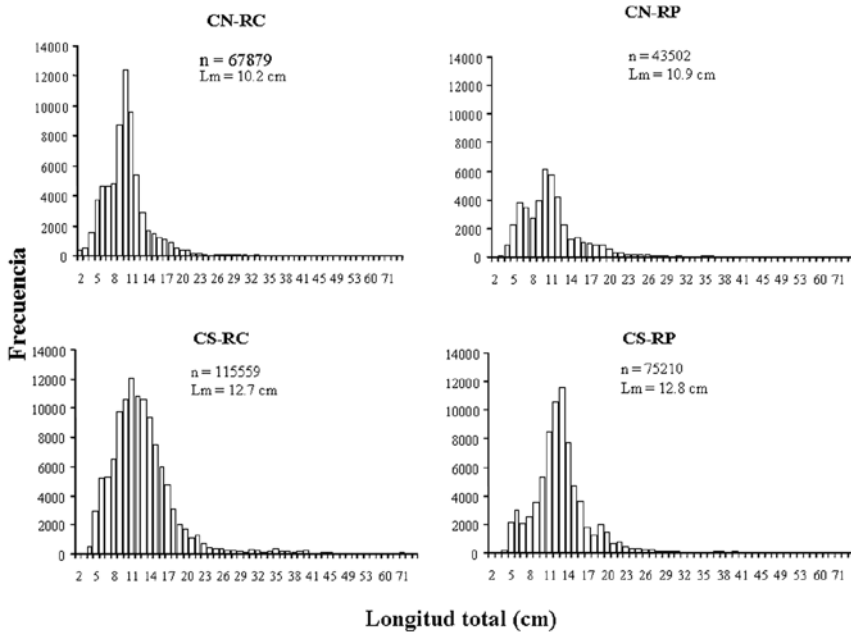 CN-RC
n = 67879
Lm = 10.2 cm
14000
12000
10000
8000
6000
4000
2000
0
2 5 8 11 14 17 20 23 26 29 32 35 38 41 45 49 53 60 71
CN-RP
n = 43502
Lm = 10.9 cm
14000
12000
10000
8000
6000
4000
2000
0
2 5 8 11 14 17 20 23 26 29 32 35 38 41 45 49 53 60 71
Frecuencia
CS-RC
n = 115559
Lm = 12.7 cm
14000
12000
10000
8000
6000
4000
2000
0
2 5 8 11 14 17 20 23 26 29 32 35 38 41 45 49 53 60 71
CS-RP
n = 75210
Lm = 12.8 cm
14000
12000
10000
8000
6000
4000
2000
0
2 5 8 11 14 17 20 23 26 29 32 35 38 41 45 49 53 60 71
Longitud total (cm)